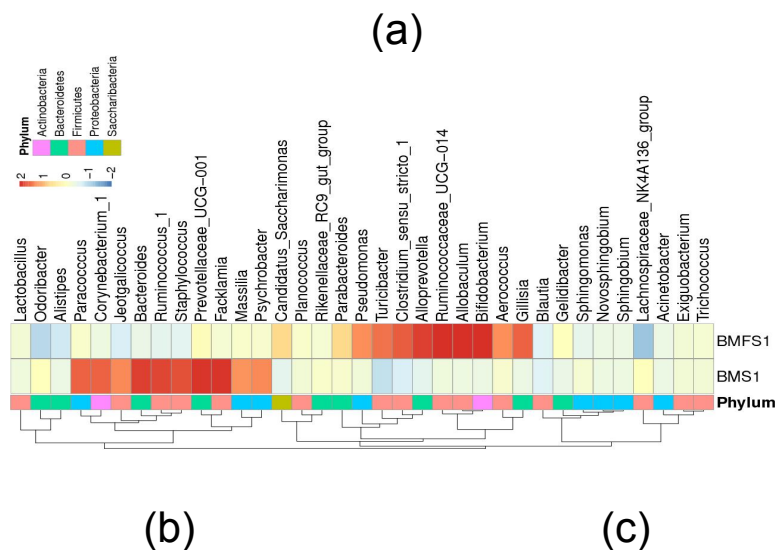 (a)
Phylum
Actinobacteria
Bacteroidetes
Firmicutes
Proteobacteria
Saccharibacteria
2
1
0
−1
−2
Lactobacillus
Odoribacter
Alistipes
Paracoccus
Corynebacterium_1
Jeotgalicoccus
Bacteroides
Ruminococcus_1
Staphylococcus
Prevotellaceae_UCG−001
Facklamia
Massilia
Psychrobacter
Candidatus_Saccharimonas
Planococcus
Rikenellaceae_RC9_gut_group
Parabacteroides
Pseudomonas
Turicibacter
Clostridium_sensu_stricto_1
Alloprevotella
Ruminococcaceae_UCG−014
Allobaculum
Bifidobacterium
Aerococcus
Gillisia
Blautia
Gelidibacter
Sphingomonas
Novosphingobium
Sphingobium
Lachnospiraceae_NK4A136_group
Acinetobacter
Exiguobacterium
Trichococcus
BMFS1
BMS1
Phylum
(b)
(c)